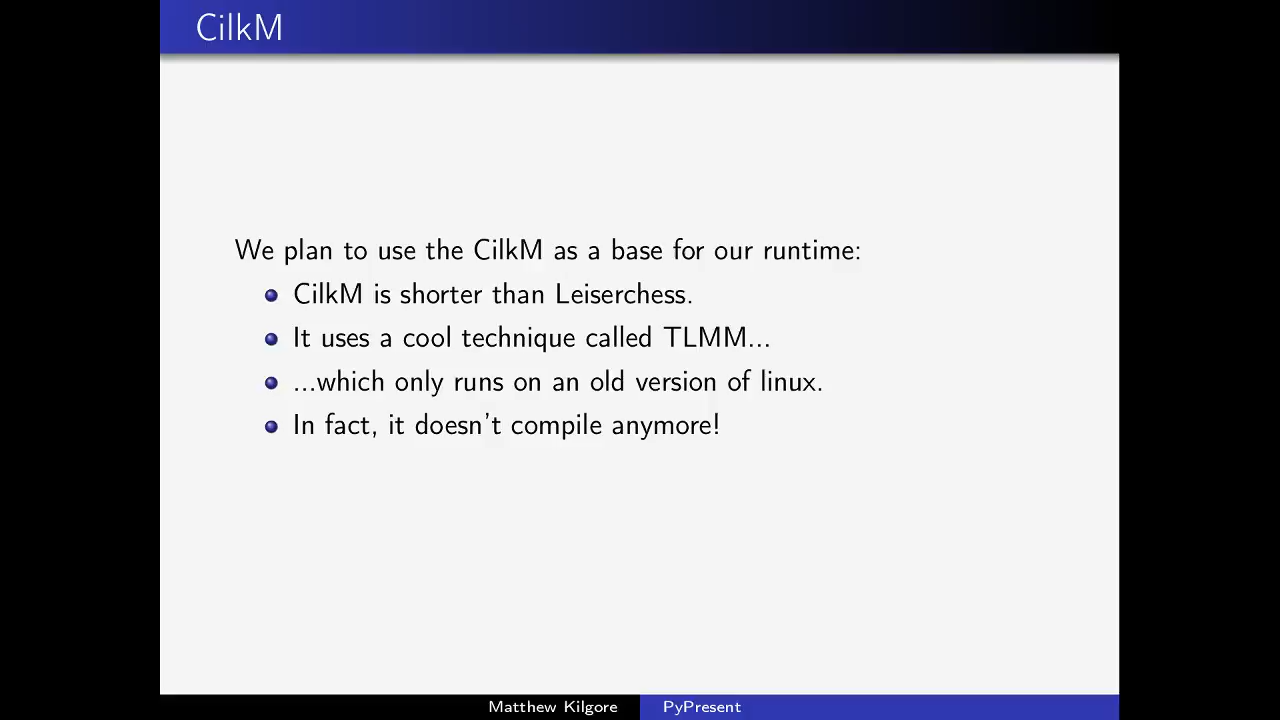 CilkM
We plan to use the CilkM as a base for our runtime:
CilkM is shorter than Leiserchess.
It uses a cool technique called TLMM...
...which only runs on an old version of linux.
In fact, it doesn't compile anymore!
Matthew Kilgore
PyPresent